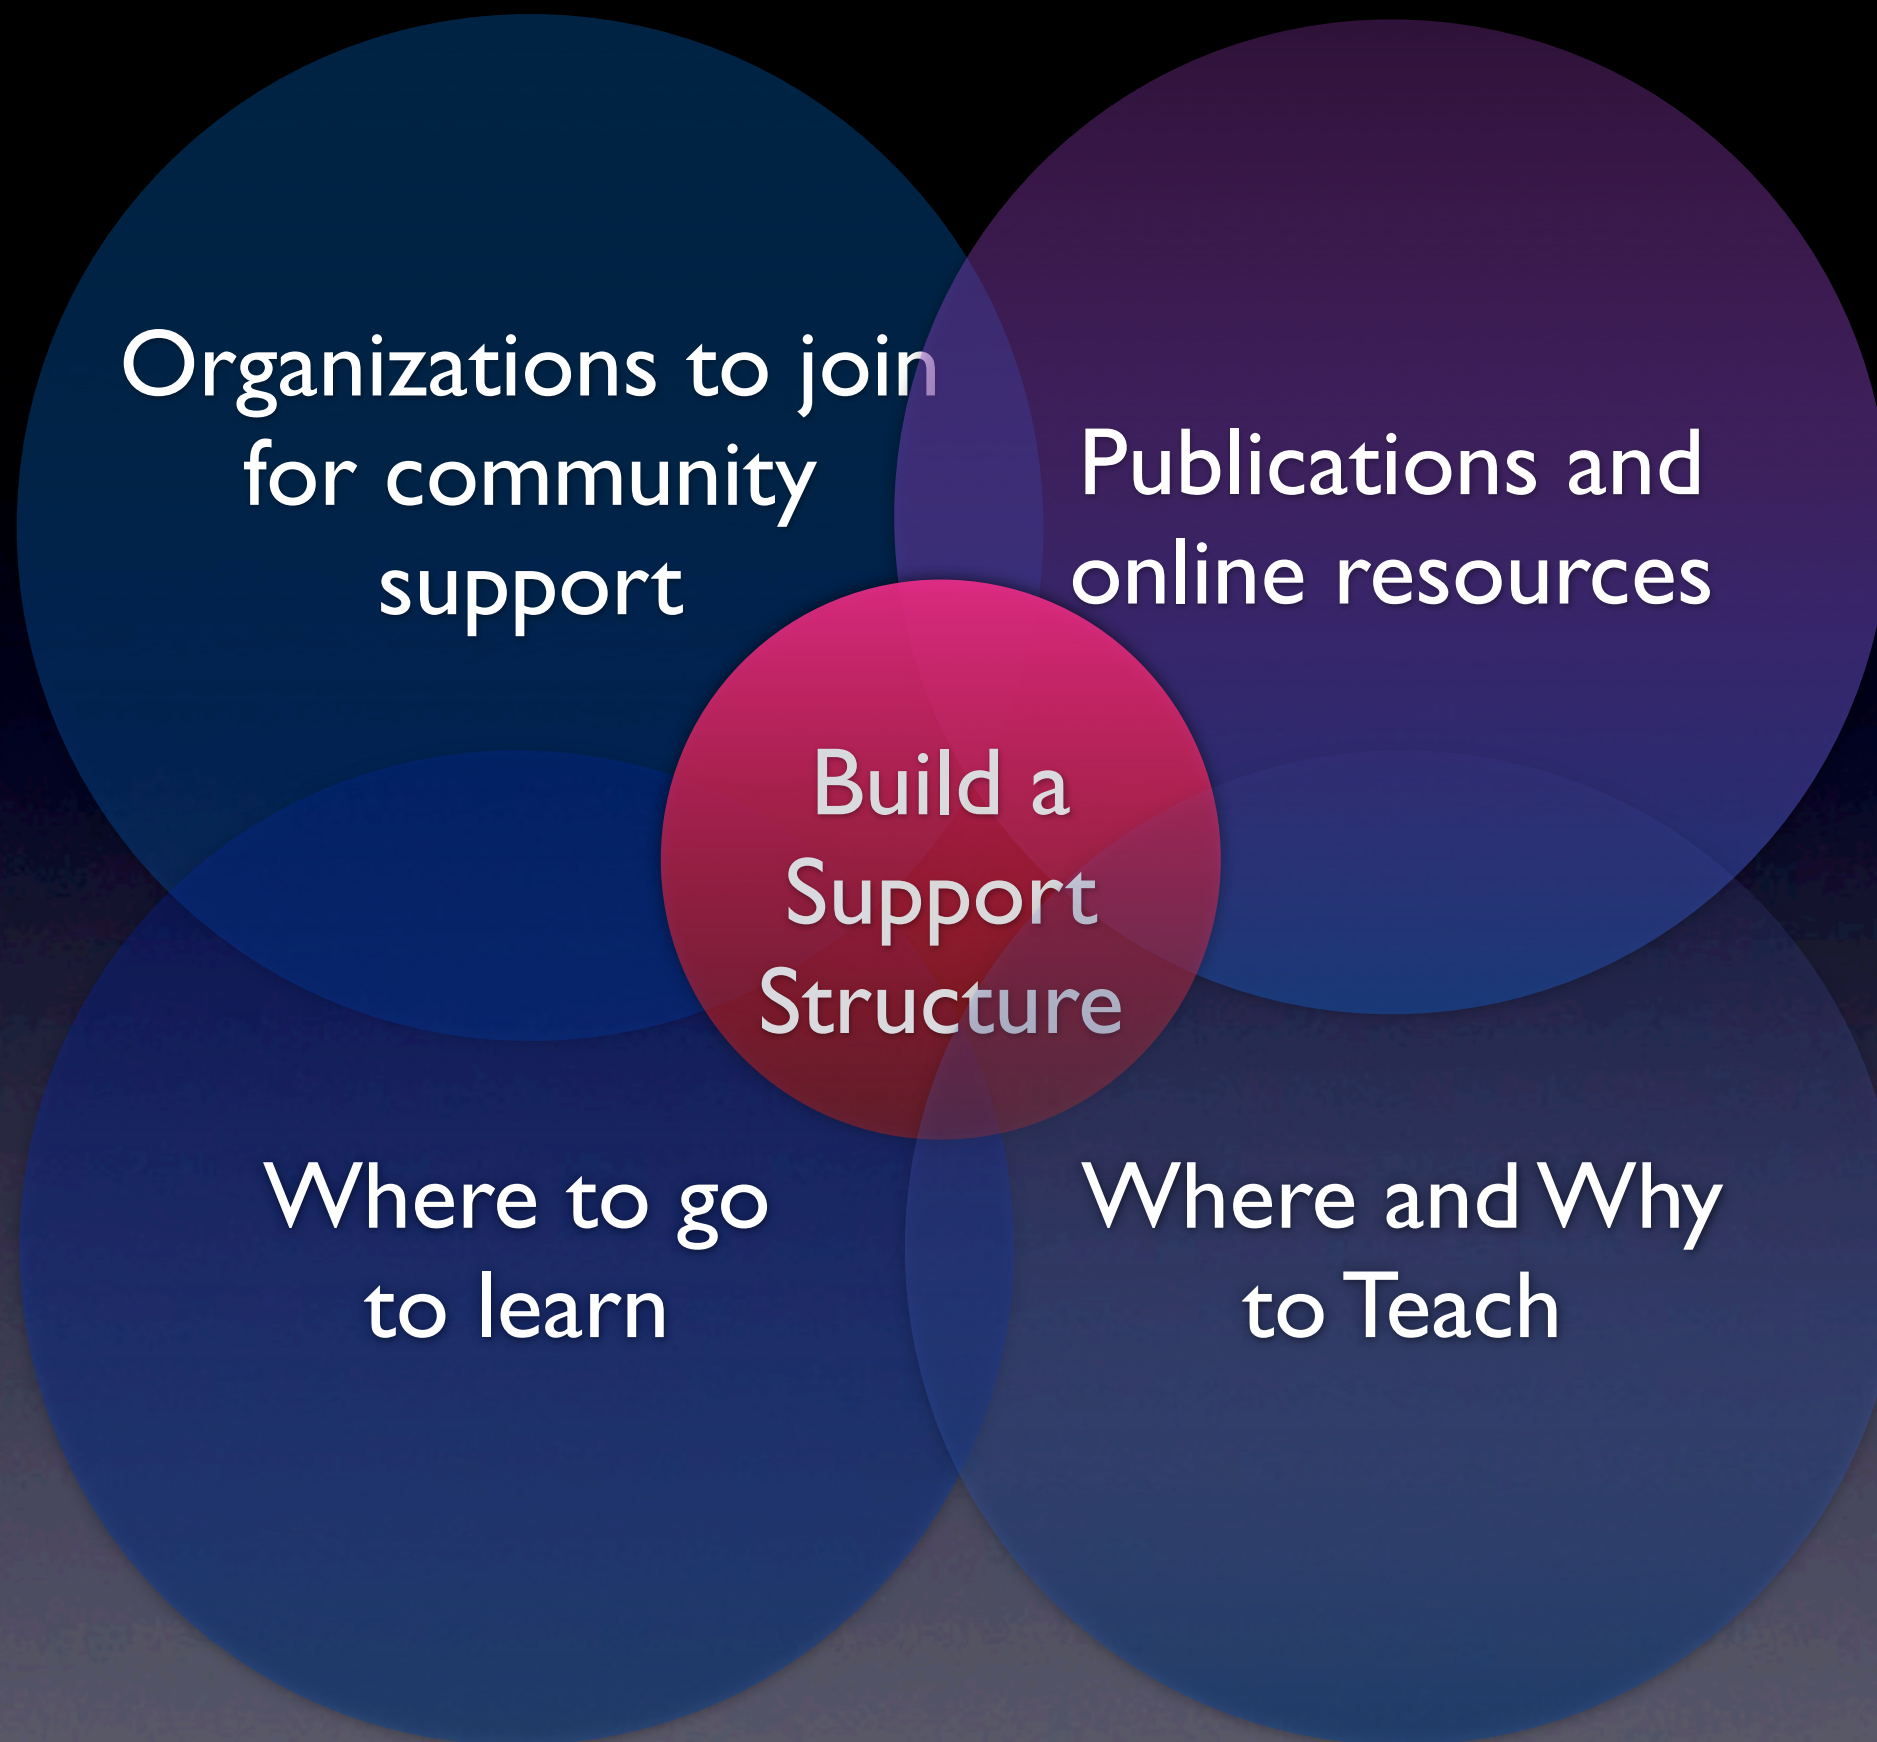 Organizations to join
for community
support
Publications and
online resources
Build a
Support
Structure
Where to go
to learn
Where and Why
to Teach